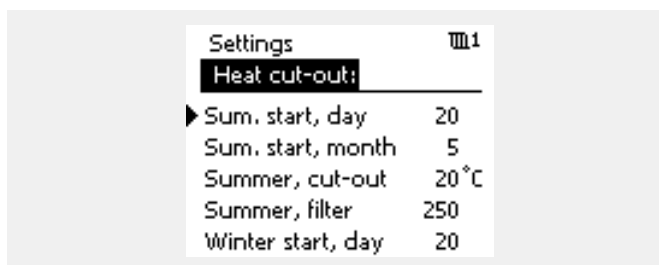 Settings 1
Heat cut-out:
Sum. start, day 20
Sum. start, month 5
Summer, cut-out 20°C
Summer, filter 250
Winter start, day 20